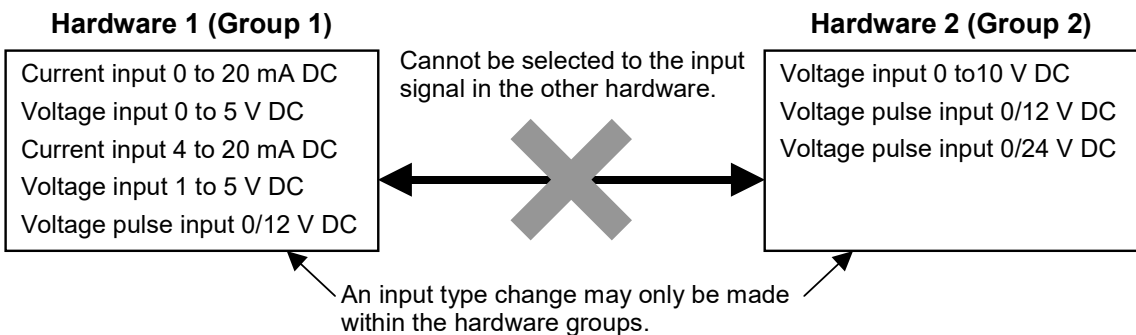 Hardware 1 (Group 1)
Current input 0 to 20 mA DC
Voltage input 0 to 5 V DC
Current input 4 to 20 mA DC
Voltage input 1 to 5 V DC
Voltage pulse input 0/12 V DC
Cannot be selected to the input
signal in the other hardware.
Hardware 2 (Group 2)
Voltage input 0 to10 V DC
Voltage pulse input 0/12 V DC
Voltage pulse input 0/24 V DC
An input type change may only be made
within the hardware groups.